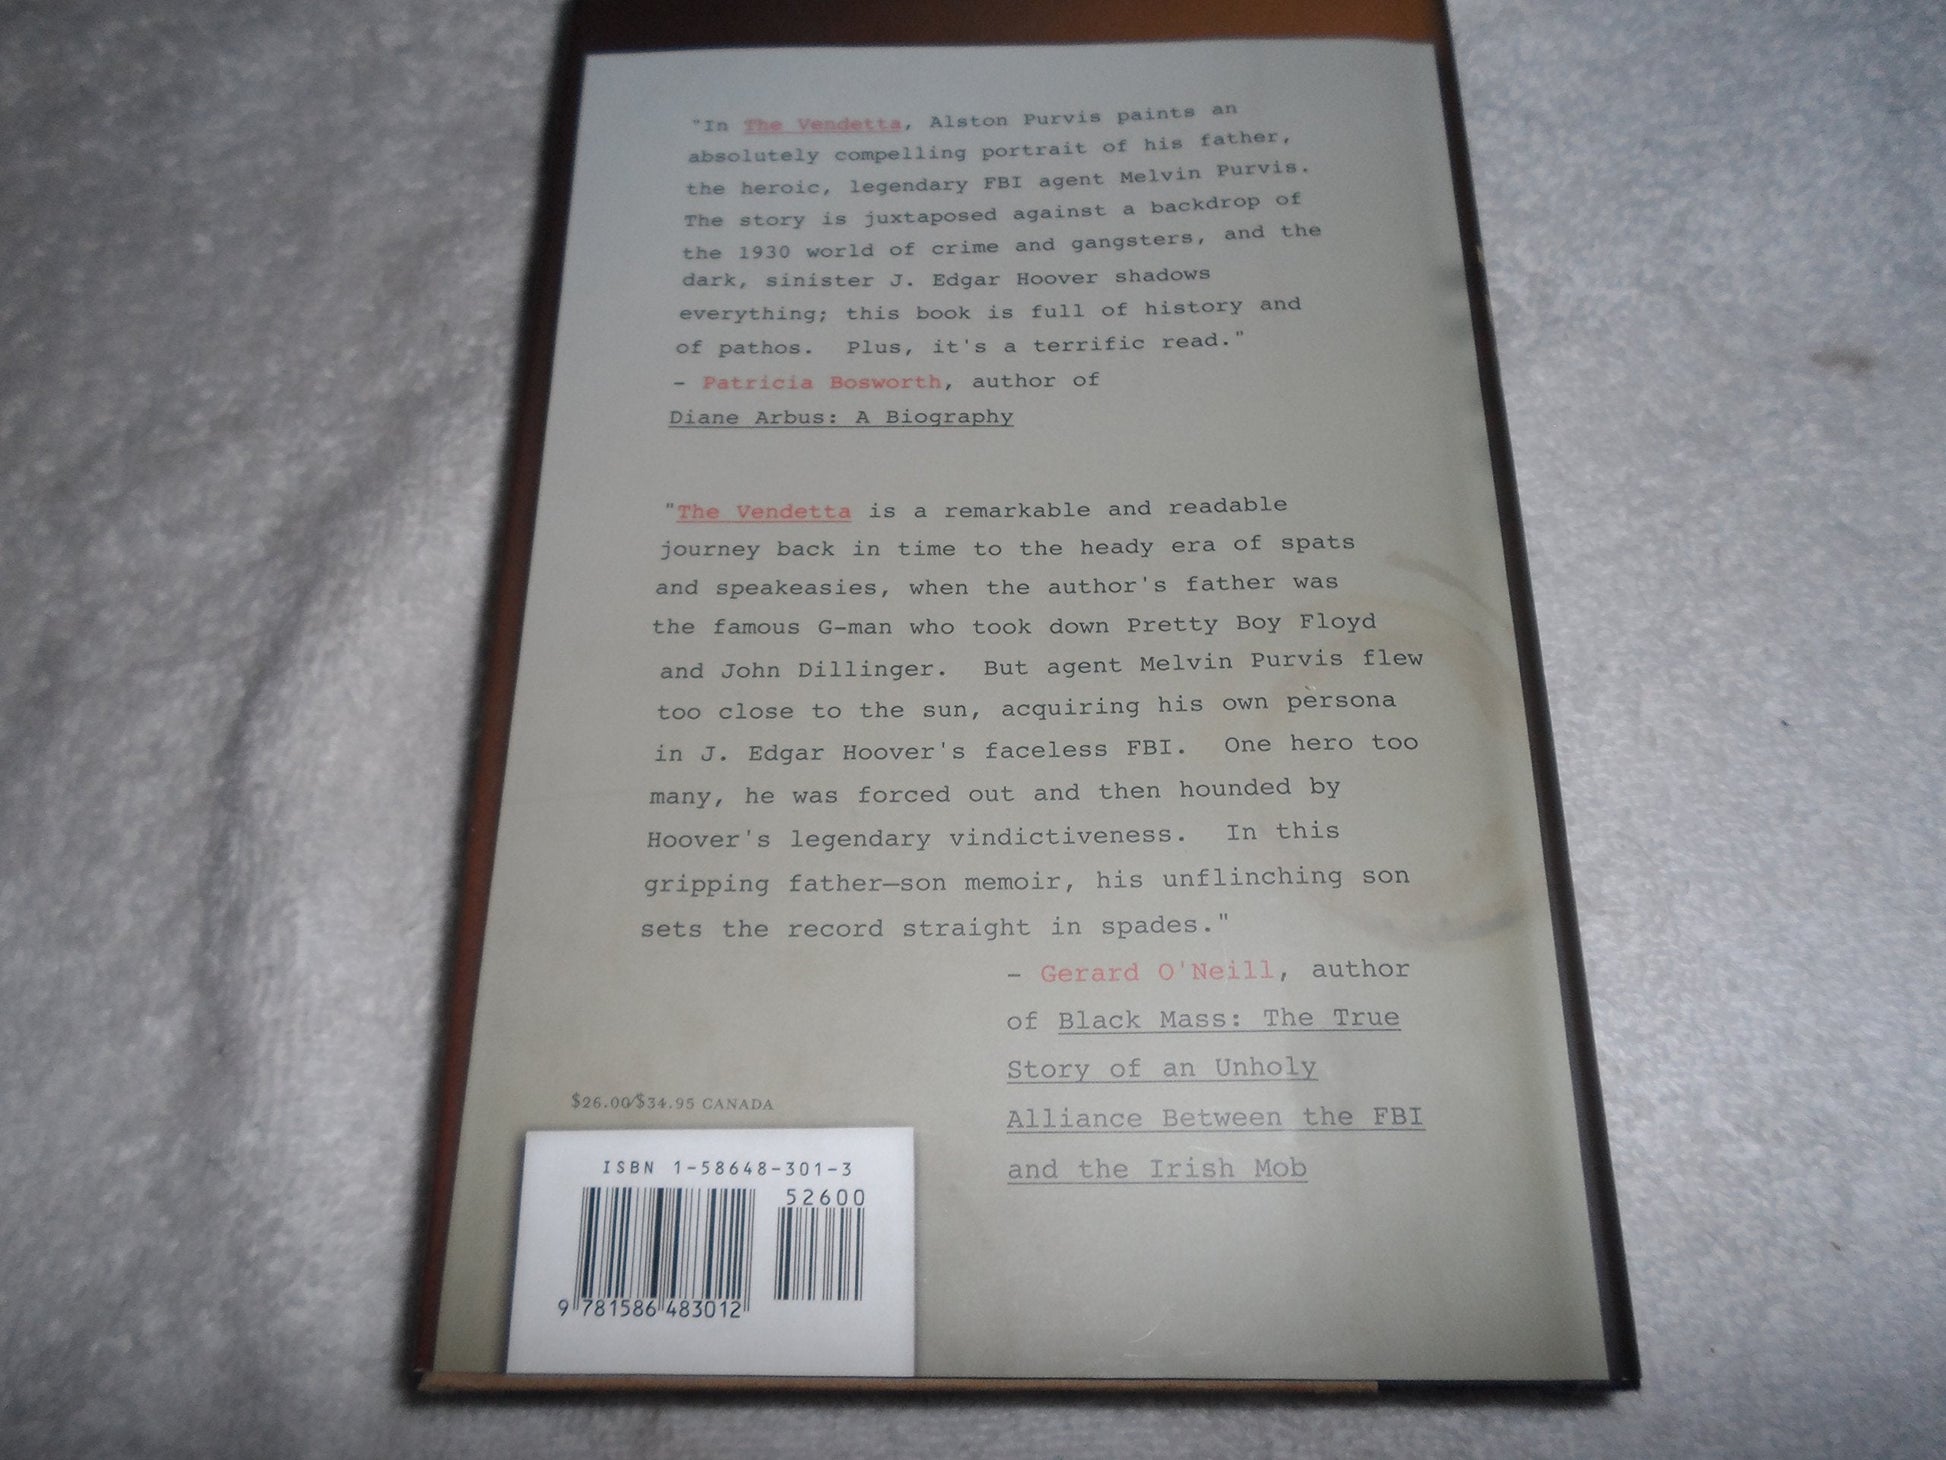 "In The Vendetta, Alston Purvis paints an
absolutely compelling portrait of his father,
the heroic, legendary FBI agent Melvin Purvis.
The story is juxtaposed against a backdrop of
the 1930 world of crime and gangsters, and the
dark, sinister J. Edgar Hoover shadows
everything; this book is full of history and
of pathos. Plus, it's a terrific read."
– Patricia Bosworth, author of
Diane Arbus: A Biography
"The Vendetta is a remarkable and readable
journey back in time to the heady era of spats
and speakeasies, when the author's father was
the famous G-man who took down Pretty Boy Floyd
and John Dillinger. But agent Melvin Purvis flew
too close to the sun, acquiring his own persona
in J. Edgar Hoover's faceless FBI. One hero too
many, he was forced out and then hounded by
Hoover's legendary vindictiveness. In this
gripping father—son memoir, his unflinching son
sets the record straight in spades."
– Gerard O'Neill, author
of Black Mass: The True
Story of an Unholy
Alliance Between the FBI
and the Irish Mob
$26.00/$34.95 CANADA
ISBN 1-58648-301-3
52600
9 781586 483012